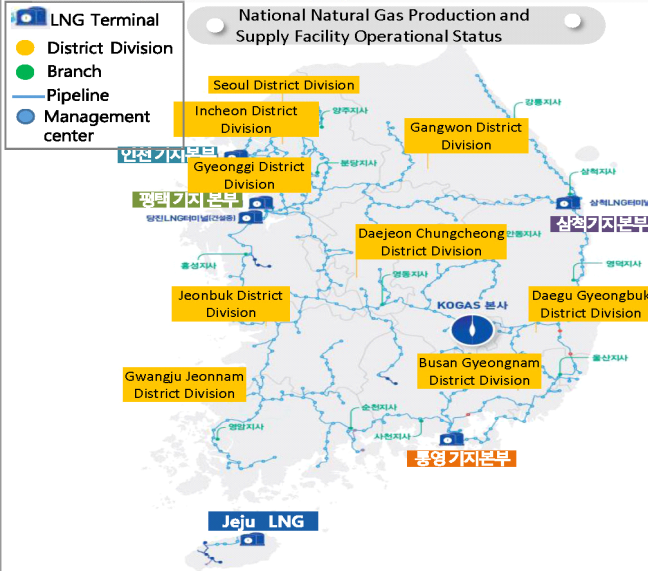 LNG Terminal
District Division
Branch
Pipeline
Management
center
National Natural Gas Production and
Supply Facility Operational Status
Seoul District Division
Incheon District
Division
양주지사
강릉지사
Gangwon District
Division
인천기지본부
Gyeonggi District
Division
분당지사
삼척지사
평택기지 본부
당진LNG터미널(건설중)
삼척LNG터미널
삼척기지본부
Daejeon Chungcheong
District Division
안동지사
홍성지사
영동지사
영덕지사
Jeonbuk District
Division
KOGAS 본사
Daegu Gyeongbuk
District Division
울산지사
Busan Gyeongnam
District Division
Gwangju Jeonnam
District Division
순천지사
영암지사
사천지사
통영기지본부
Jeju LNG